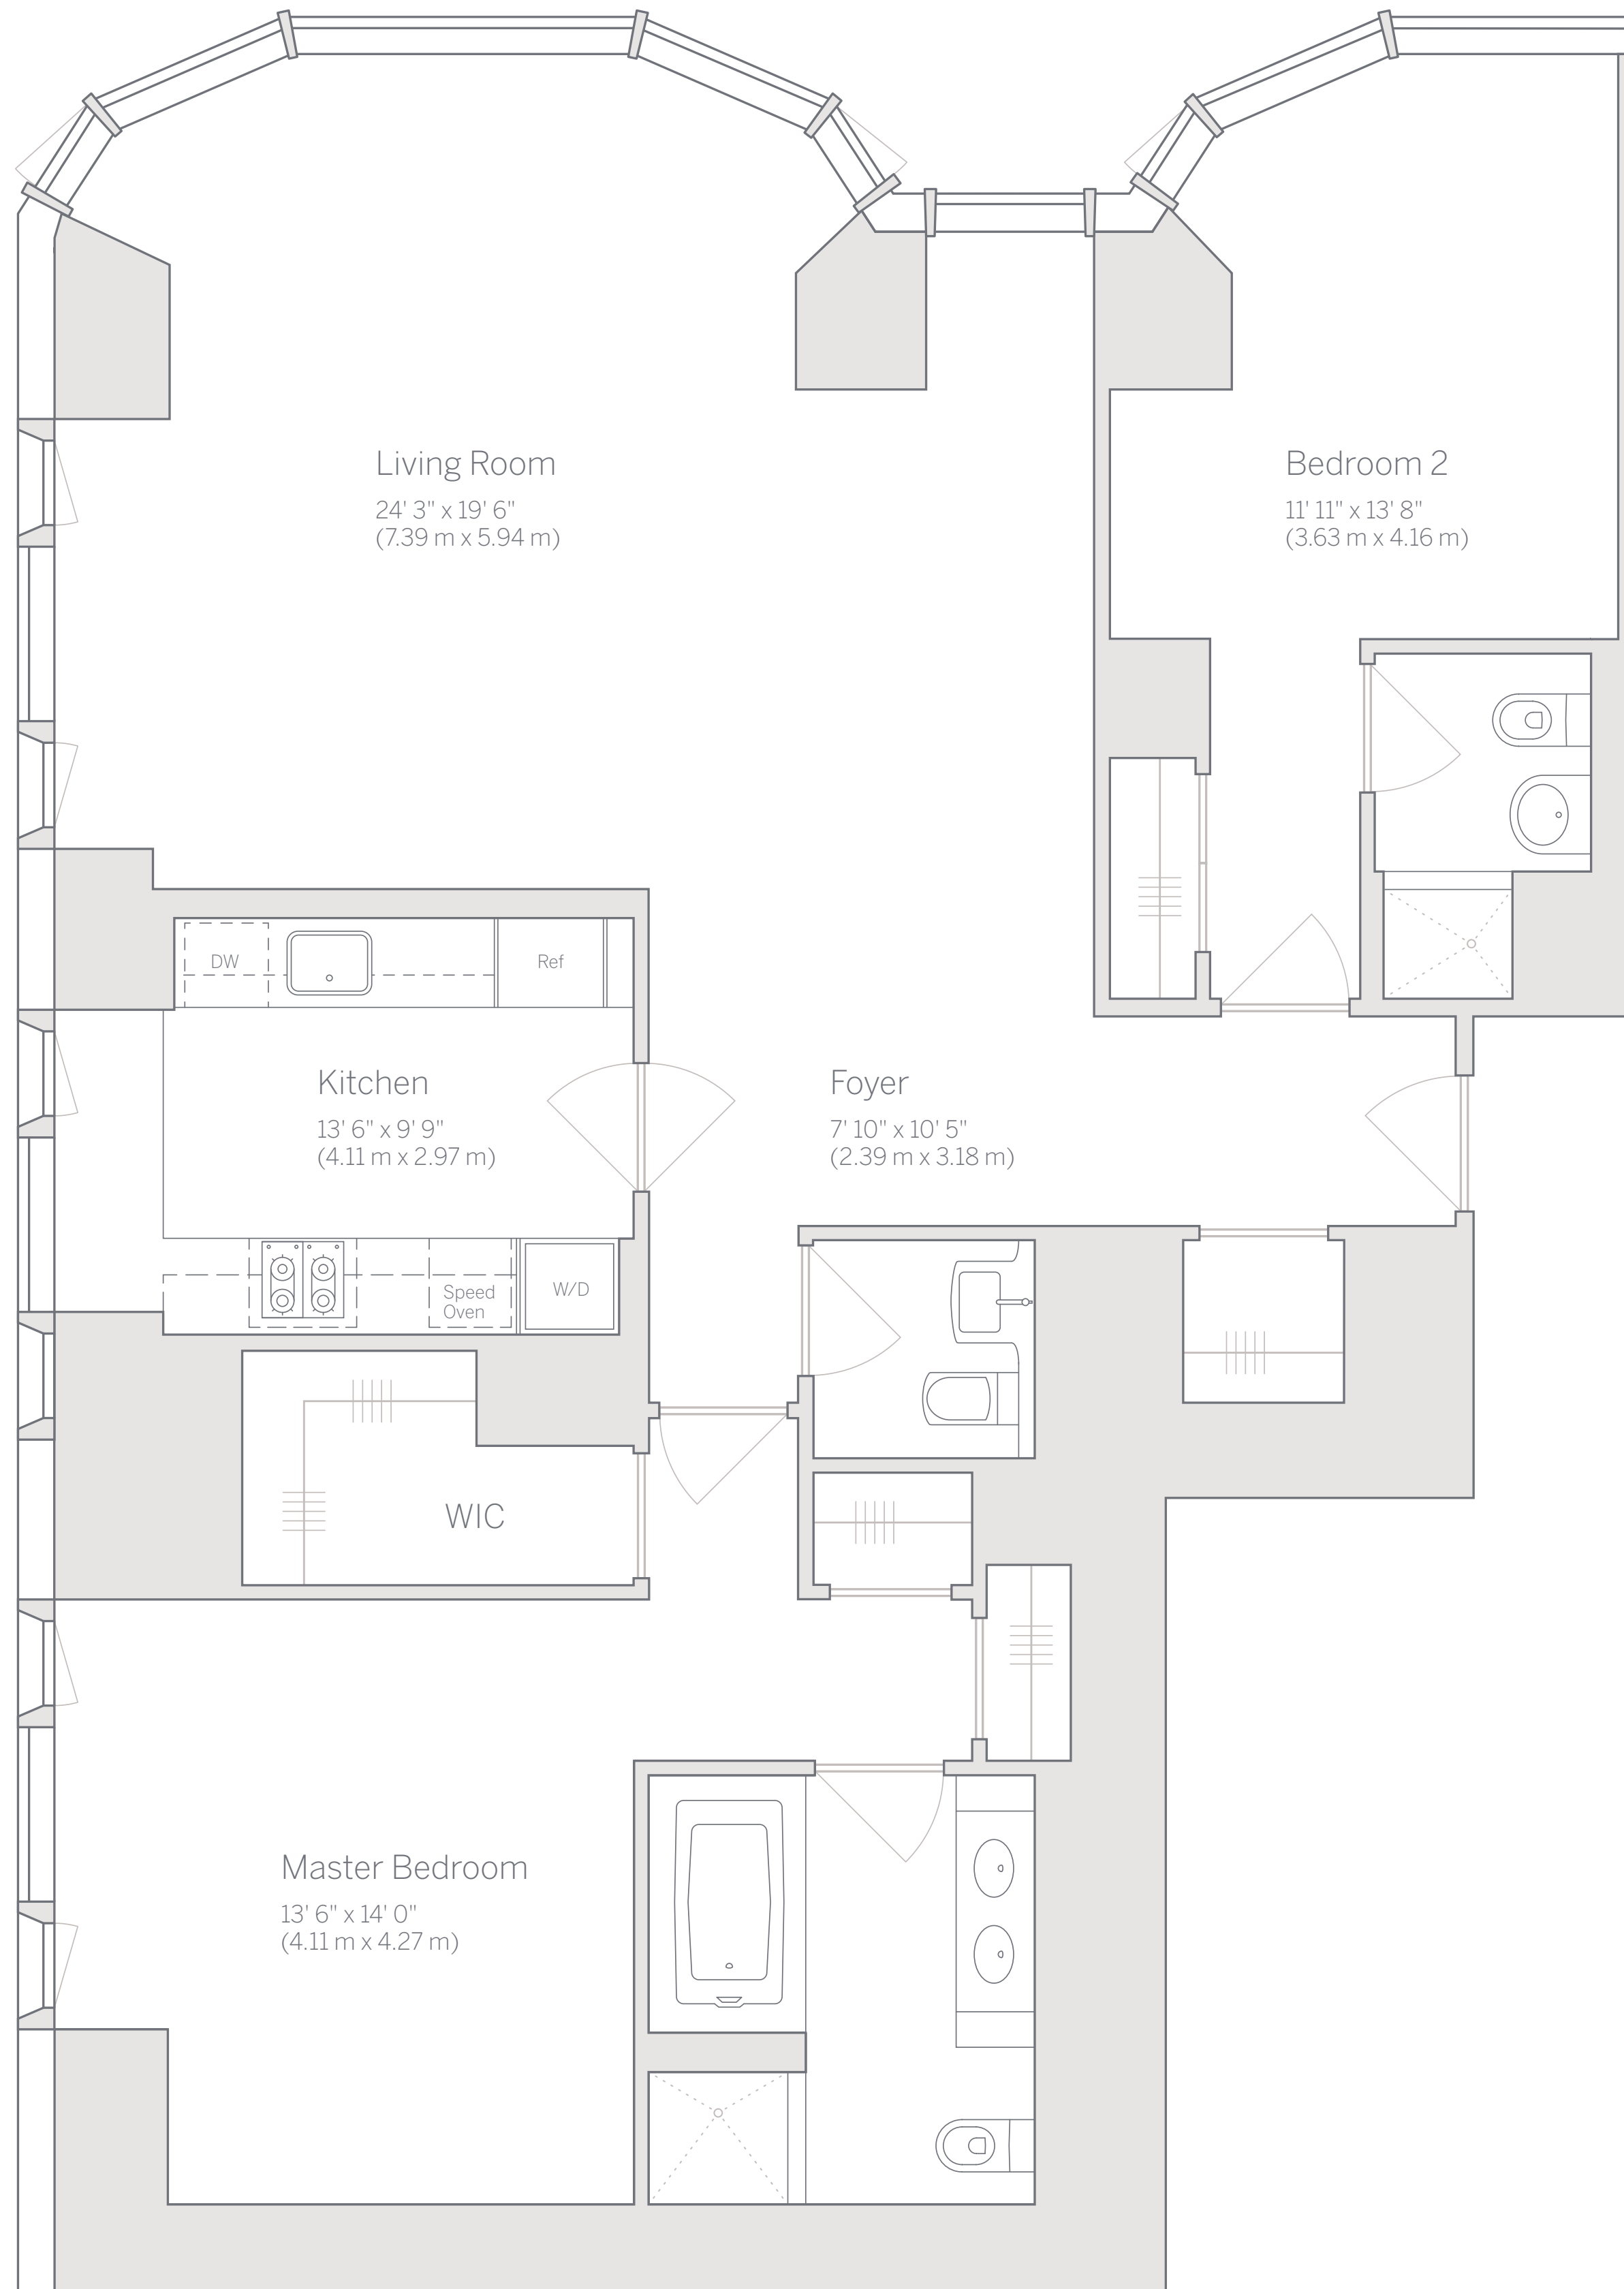 Living Room
24' 3" x 19' 6"
(7.39 m x 5.94 m)
Bedroom 2
11' 11" x 13' 8"
(3.63 m x 4.16 m)
DW
Ref
Kitchen
13' 6" x 9' 9"
(4.11 m x 2.97 m)
Foyer
7' 10" x 10' 5"
(2.39 m x 3.18 m)
Speed
Oven
W/D
WIC
Master Bedroom
13' 6" x 14' 0"
(4.11 m x 4.27 m)